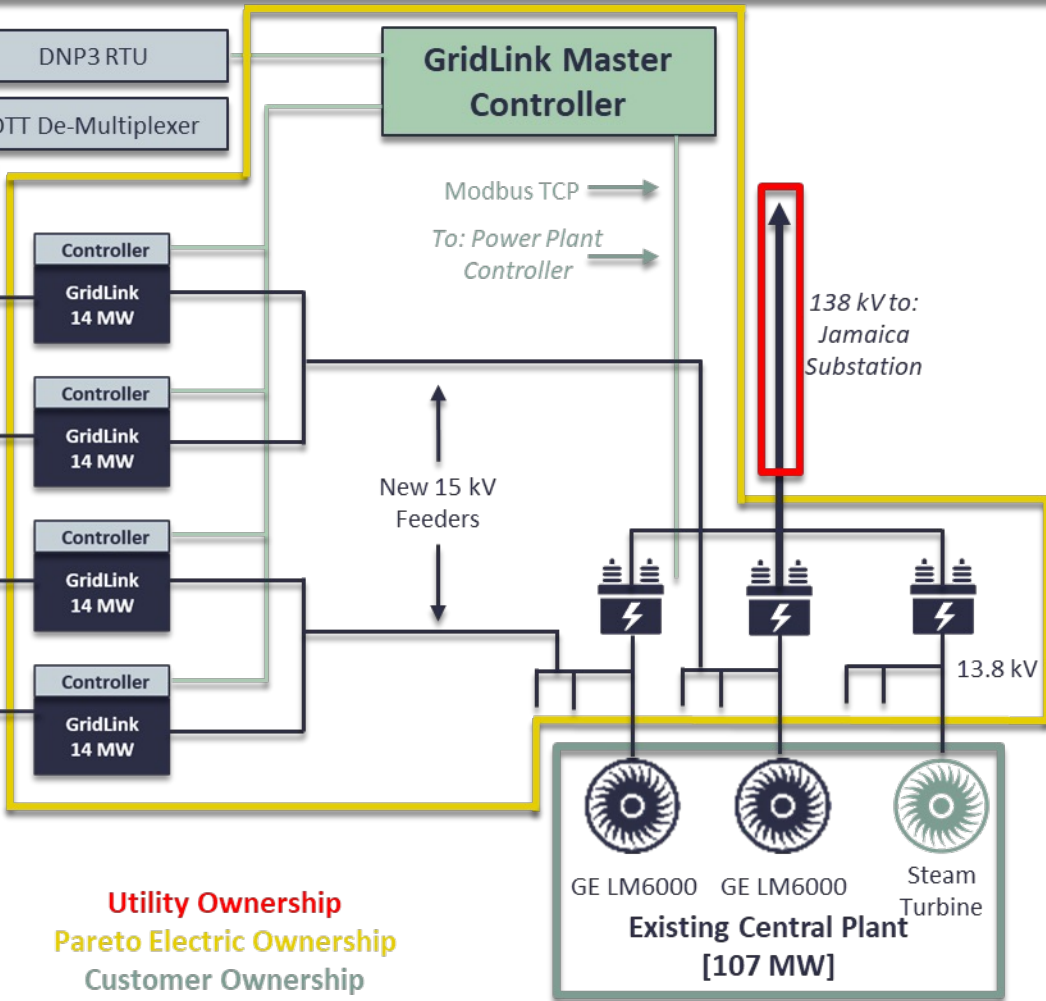 DNP3 RTU
GridLink Master
Controller
De-Multiplexer
Modbus TCP
To: Power Plant
Controller
Controller
GridLink
14 MW
138 kV to:
Jamaica
Substation
Controller
GridLink
14 MW
New 15 kV
Feeders
Controller
GridLink
14 MW
13.8 kV
Controller
GridLink
14 MW
GE LM6000
GE LM6000
Steam
Turbine
Existing Central Plant
[107 MW]
Utility Ownership
Pareto Electric Ownership
Customer Ownership